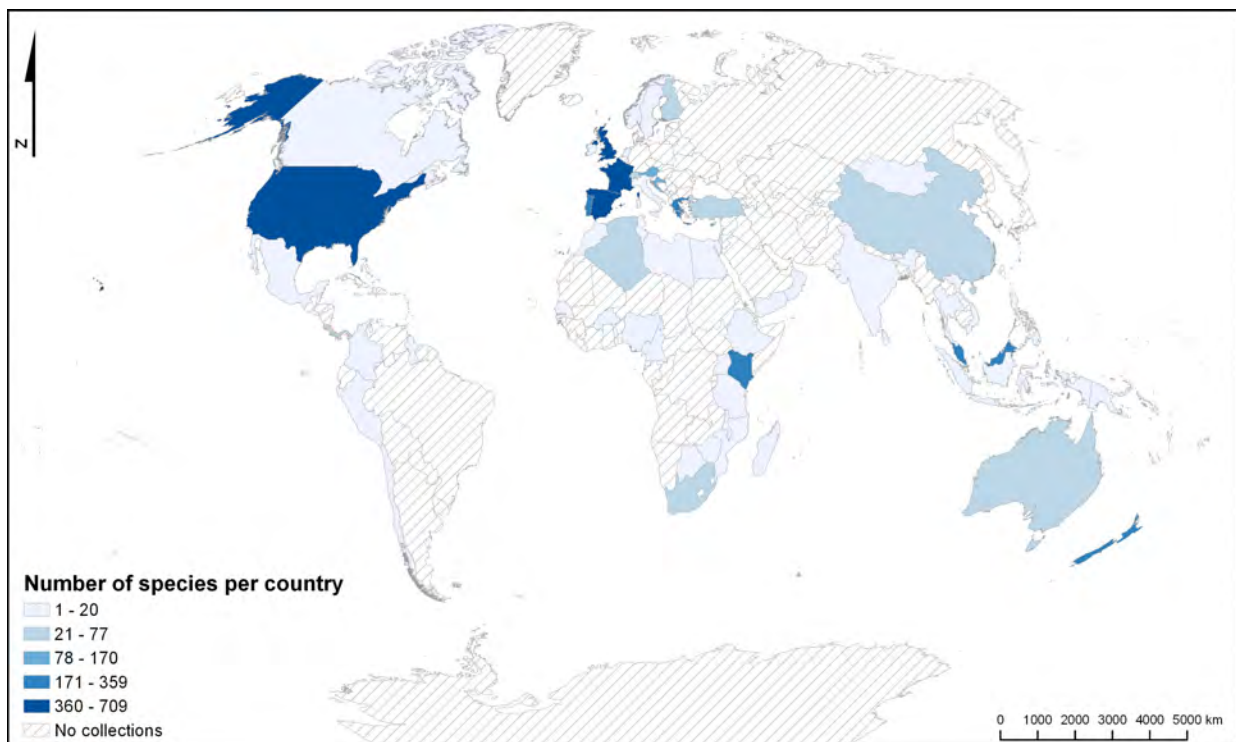 N
Number of species per country
1 - 20
21 - 77
78 - 170
171 - 359
360 - 709
No collections
0 1000 2000 3000 4000 5000 km